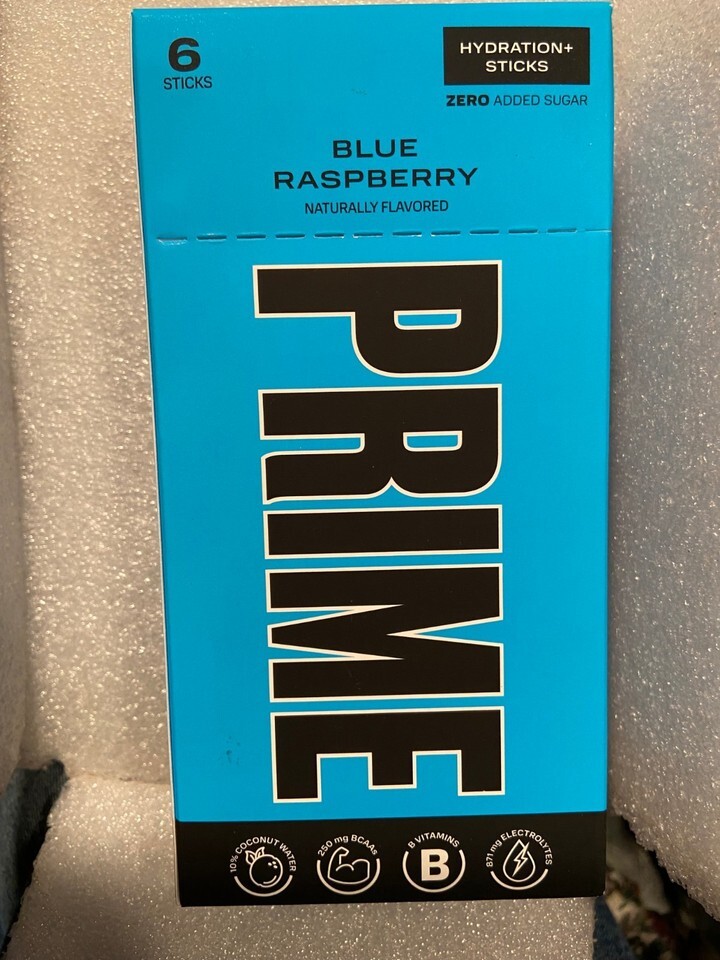 6
STICKS
HYDRATION+
STICKS
ZERO ADDED SUGAR
BLUE
RASPBERRY
NATURALLY FLAVORED
PRIME
10% COCONUT WATER
250 mg BCAAs
B VITAMINS
B
871 mg ELECTROLYTES